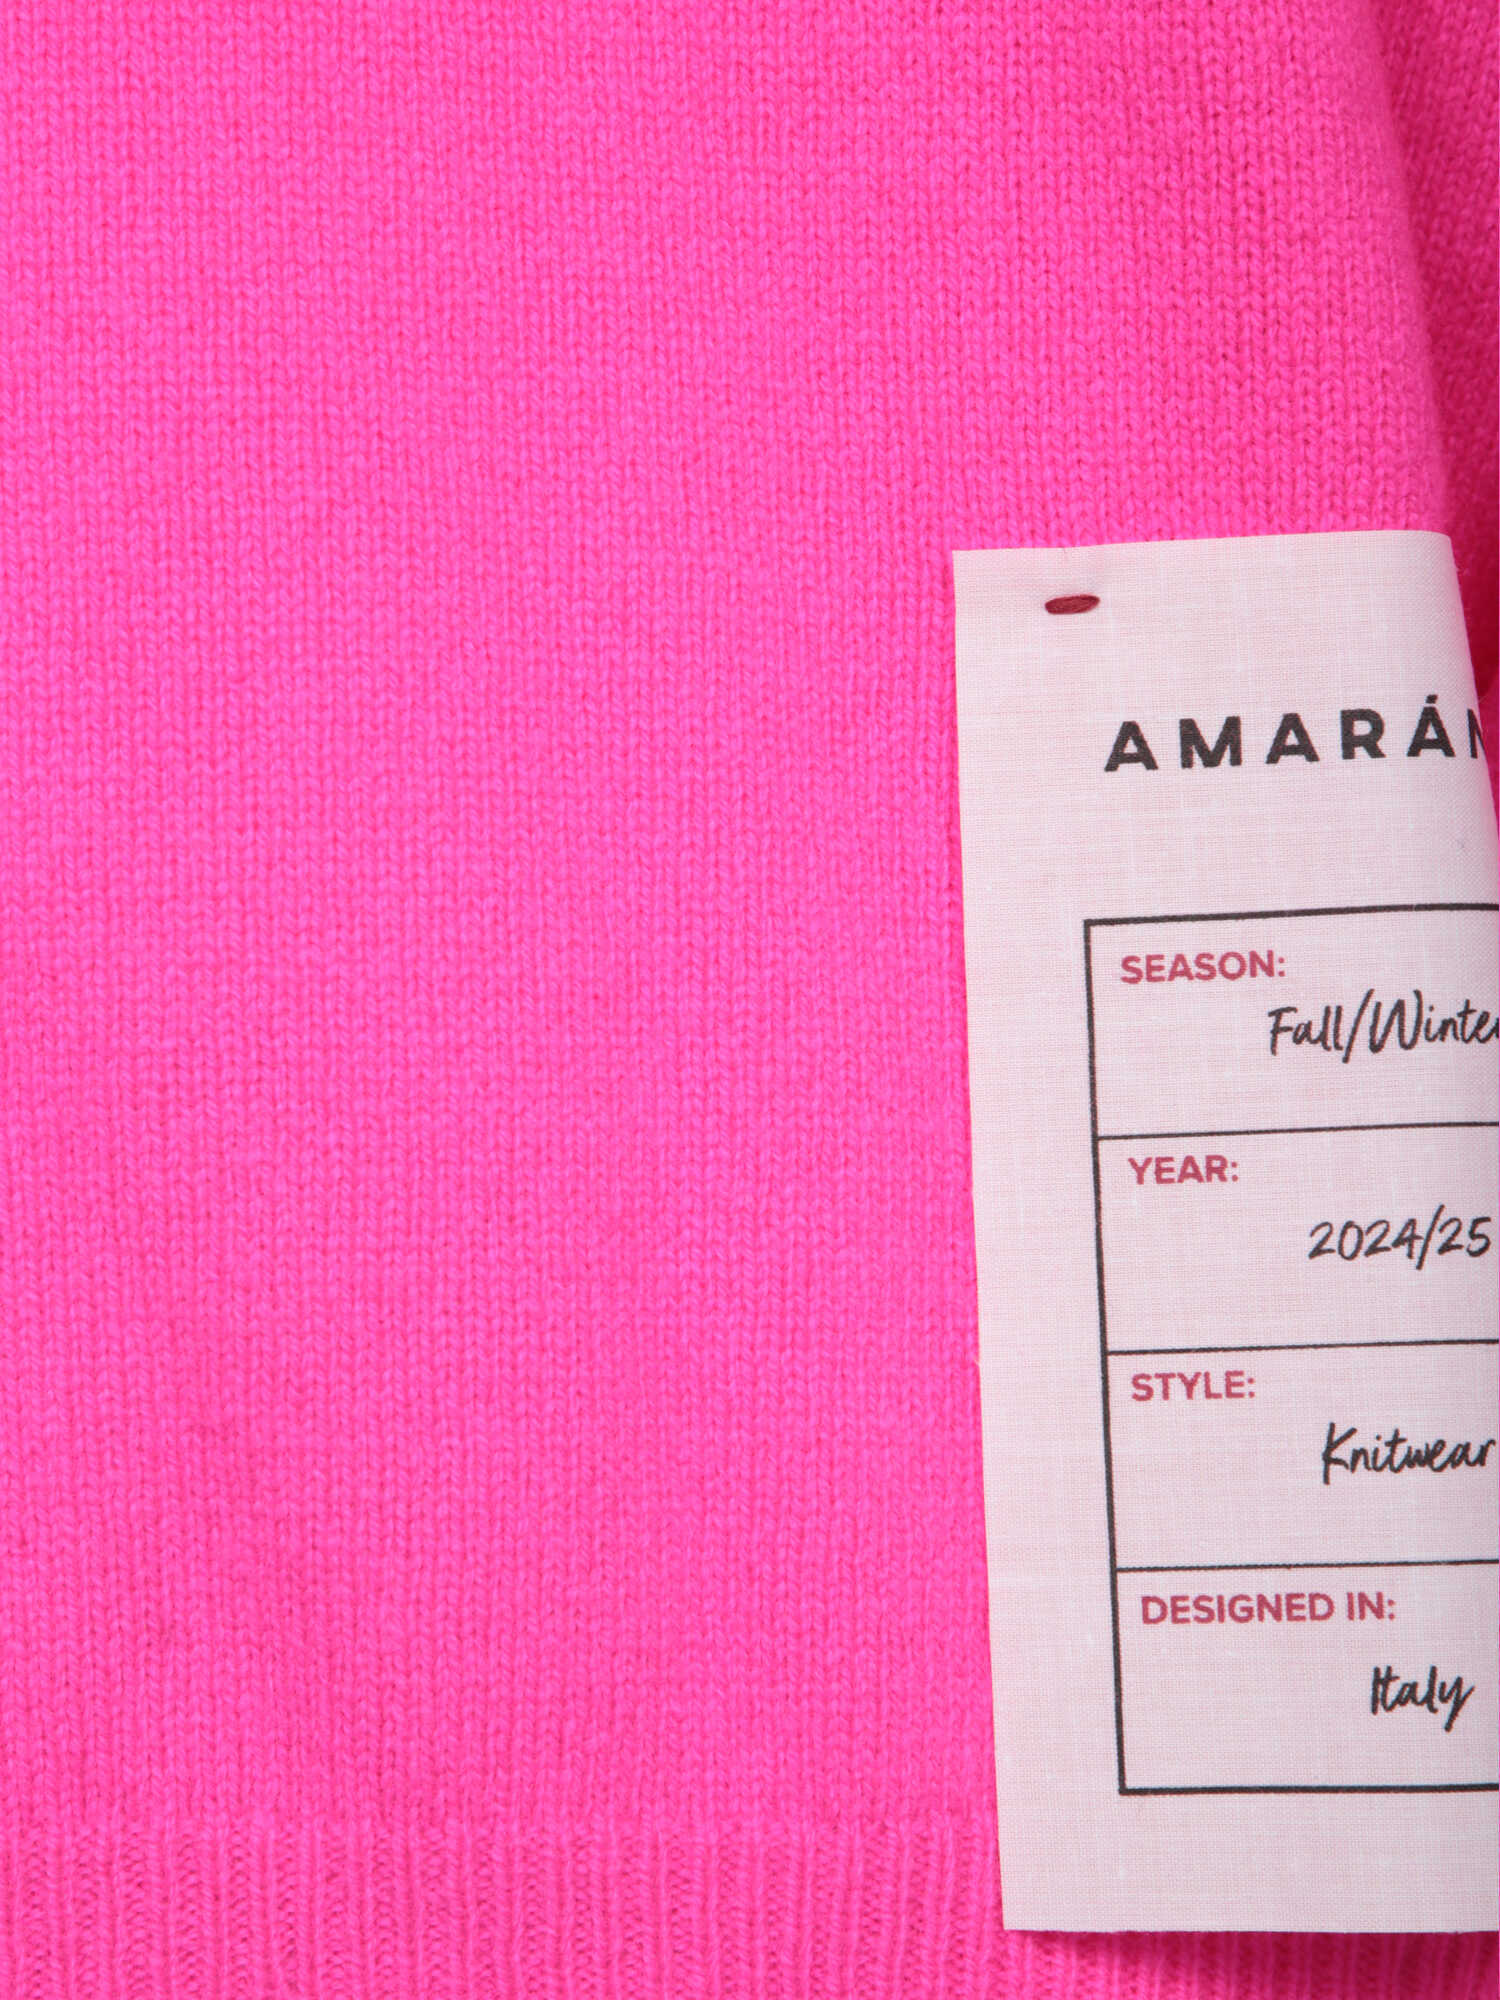 AMARÁN
SEASON:
Fall/Winter
YEAR:
2024/25
STYLE:
Knitwear
DESIGNED IN:
Italy